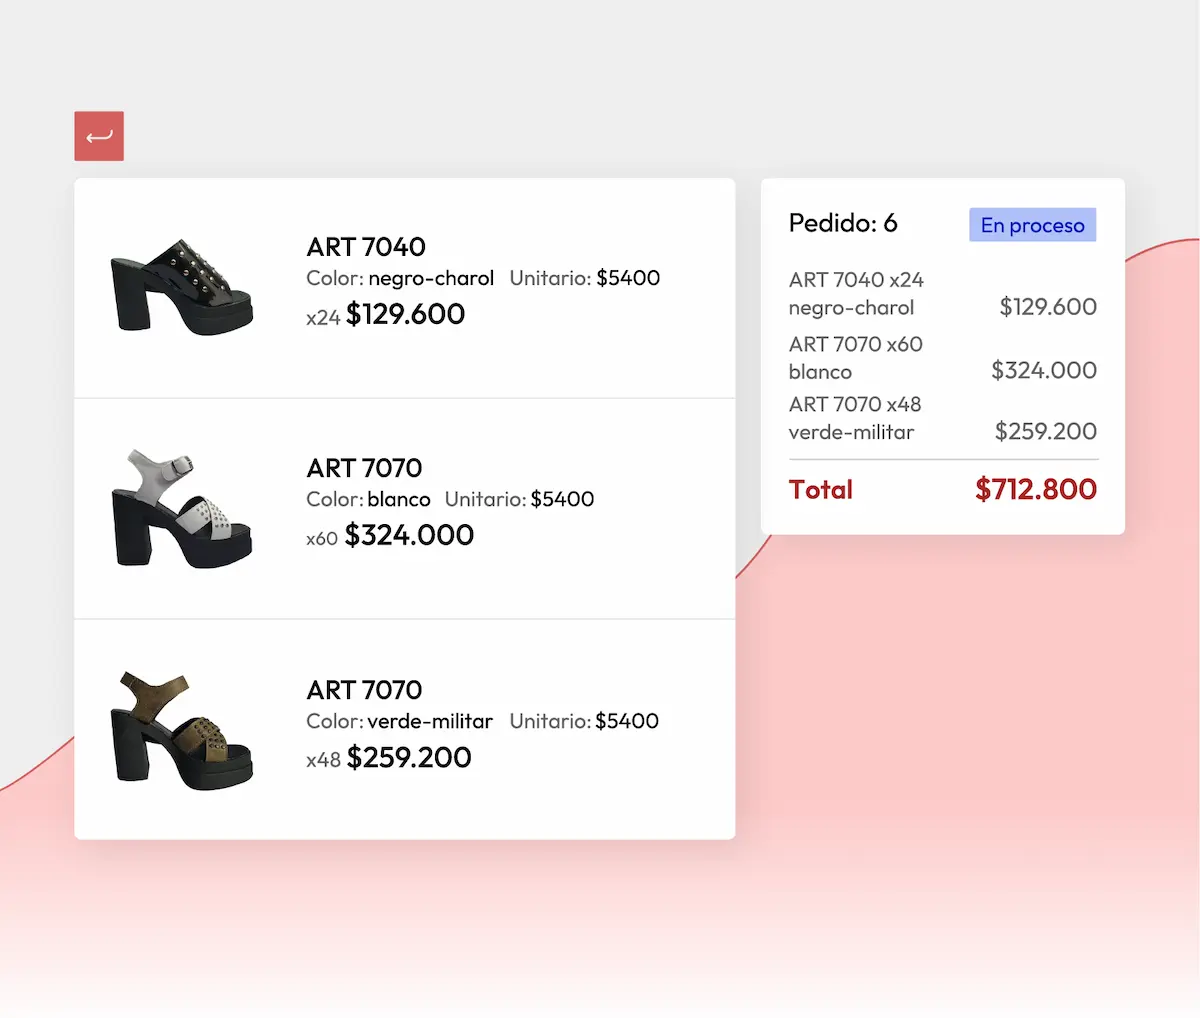 ART 7040
Color: negro-charol Unitario: $5400
x24 $129.600
ART 7070
Color: blanco Unitario: $5400
x60 $324.000
ART 7070
Color: verde-militar Unitario: $5400
x48 $259.200
Pedido: 6 En proceso
ART 7040 x24
negro-charol $129.600
ART 7070 x60
blanco $324.000
ART 7070 x48
verde-militar $259.200
Total $712.800